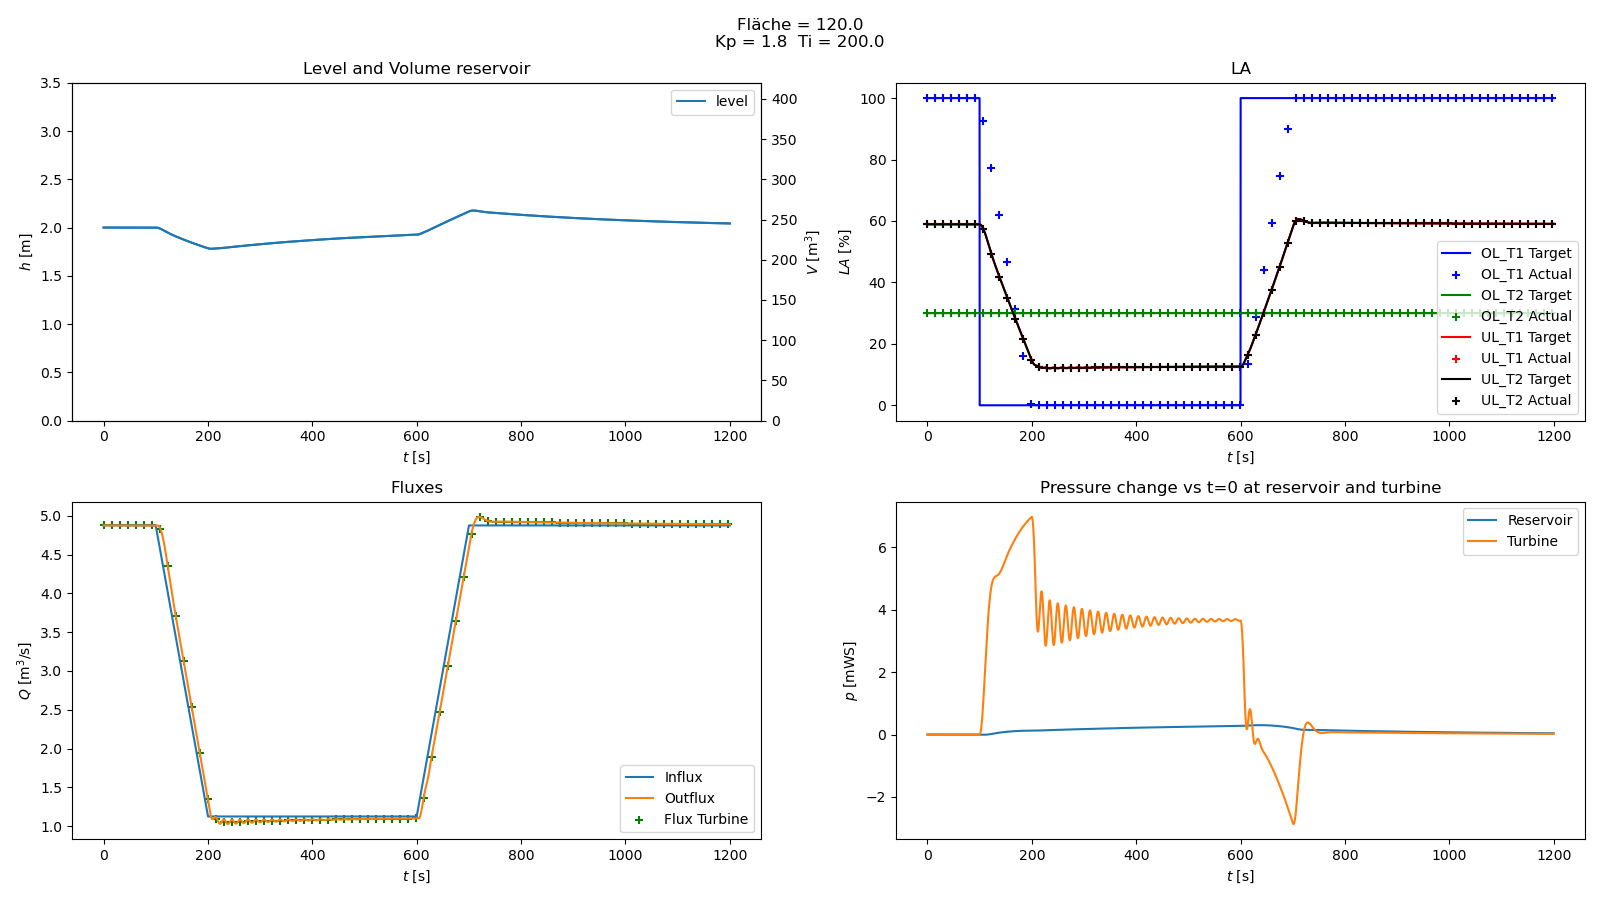 Fläche = 120.0
Kp = 1.8  Ti = 200.0
Level and Volume reservoir
3.5
3.0
2.5
2.0
1.5
1.0
0.5
0.0
h [m]
level
400
350
300
250
200
150
100
50
0
V [m³]
0 200 400 600 800 1000 1200
t [s]
LA
100
80
60
40
20
0
LA [%]
OL_T1 Target
OL_T1 Actual
OL_T2 Target
OL_T2 Actual
UL_T1 Target
UL_T1 Actual
UL_T2 Target
UL_T2 Actual
0 200 400 600 800 1000 1200
t [s]
Fluxes
5.0
4.5
4.0
3.5
3.0
2.5
2.0
1.5
1.0
Q [m³/s]
Influx
Outflux
Flux Turbine
0 200 400 600 800 1000 1200
t [s]
Pressure change vs t=0 at reservoir and turbine
6
4
2
0
−2
p [mWS]
Reservoir
Turbine
0 200 400 600 800 1000 1200
t [s]